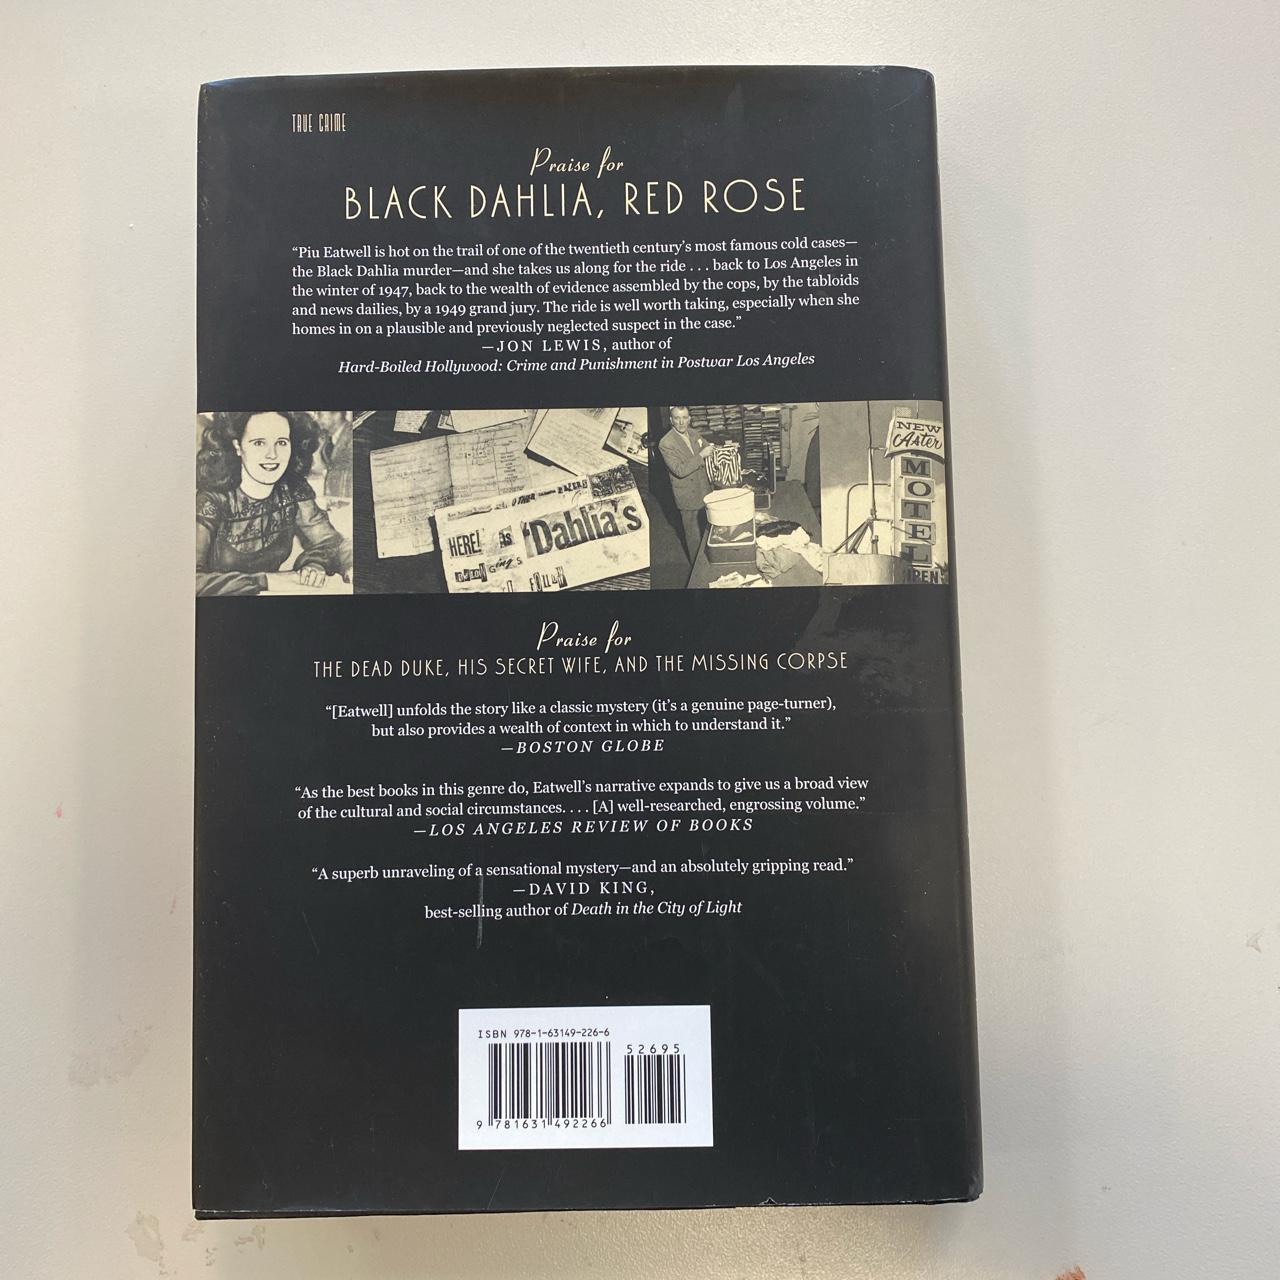 TRUE CRIME
Praise for
BLACK DAHLIA, RED ROSE
“Piu Eatwell is hot on the trail of one of the twentieth century’s most famous cold cases—
the Black Dahlia murder—and she takes us along for the ride . . . back to Los Angeles in
the winter of 1947, back to the wealth of evidence assembled by the cops, by the tabloids
and news dailies, by a 1949 grand jury. The ride is well worth taking, especially when she
homes in on a plausible and previously neglected suspect in the case.”
—JON LEWIS, author of
Hard-Boiled Hollywood: Crime and Punishment in Postwar Los Angeles
HERE! is "Dahlia's
BeLONGing's
FOllOW
NEW
Aster
MOTEL
OPEN
Praise for
THE DEAD DUKE, HIS SECRET WIFE, AND THE MISSING CORPSE
“[Eatwell] unfolds the story like a classic mystery (it’s a genuine page-turner),
but also provides a wealth of context in which to understand it.”
—BOSTON GLOBE
“As the best books in this genre do, Eatwell’s narrative expands to give us a broad view
of the cultural and social circumstances. . . . [A] well-researched, engrossing volume.”
—LOS ANGELES REVIEW OF BOOKS
“A superb unraveling of a sensational mystery—and an absolutely gripping read.”
—DAVID KING,
best-selling author of Death in the City of Light
ISBN 978-1-63149-226-6
52695
9 781631 492266